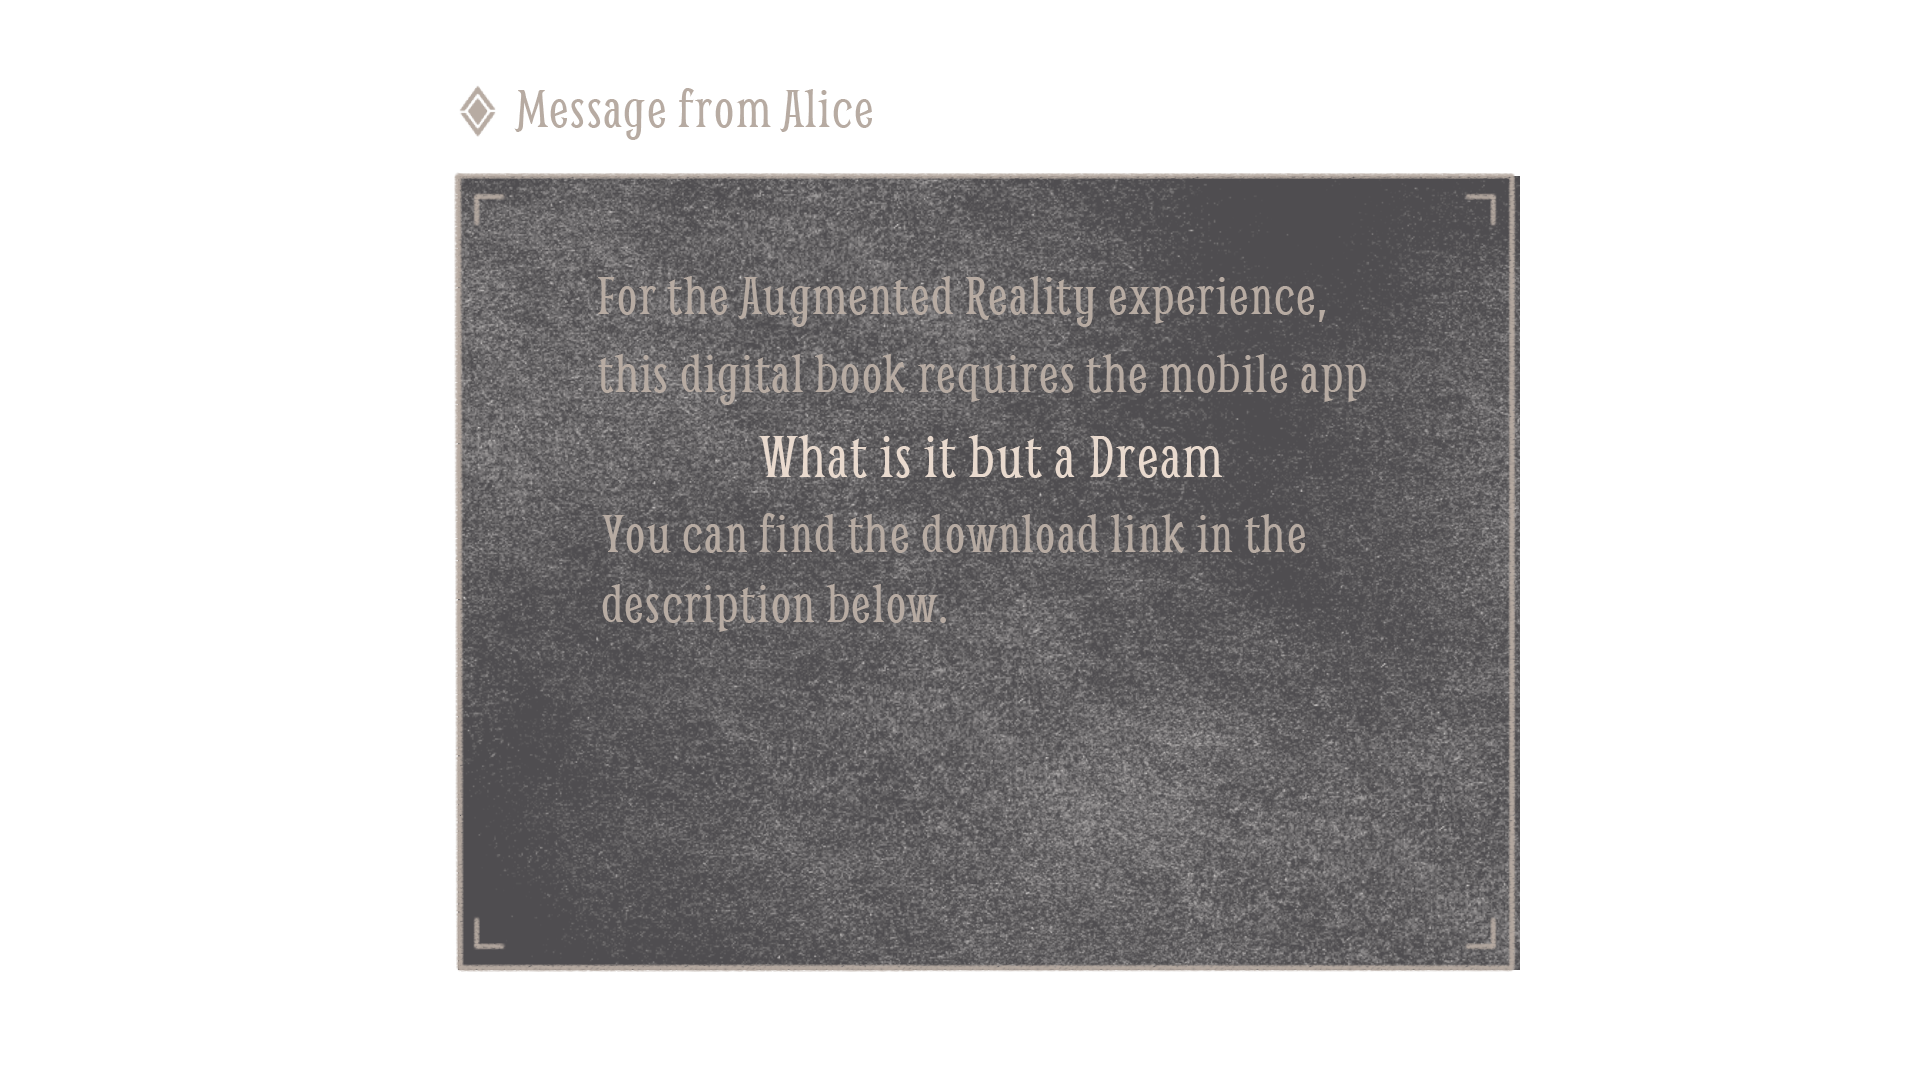 Message from Alice
For the Augmented Reality experience,
this digital book requires the mobile app
What is it but a Dream
You can find the download link in the
description below.